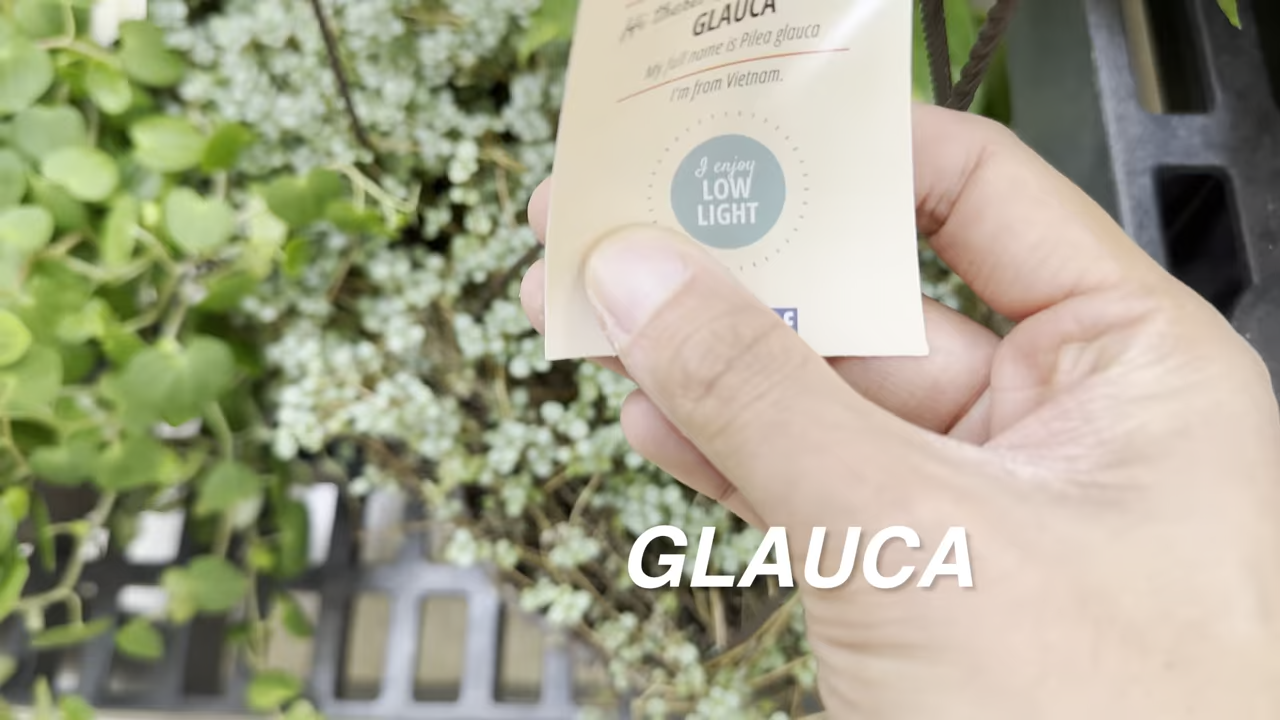 GLAUCA
My full name is Pilea glauca
I'm from Vietnam.
I enjoy
LOW
LIGHT
GLAUCA